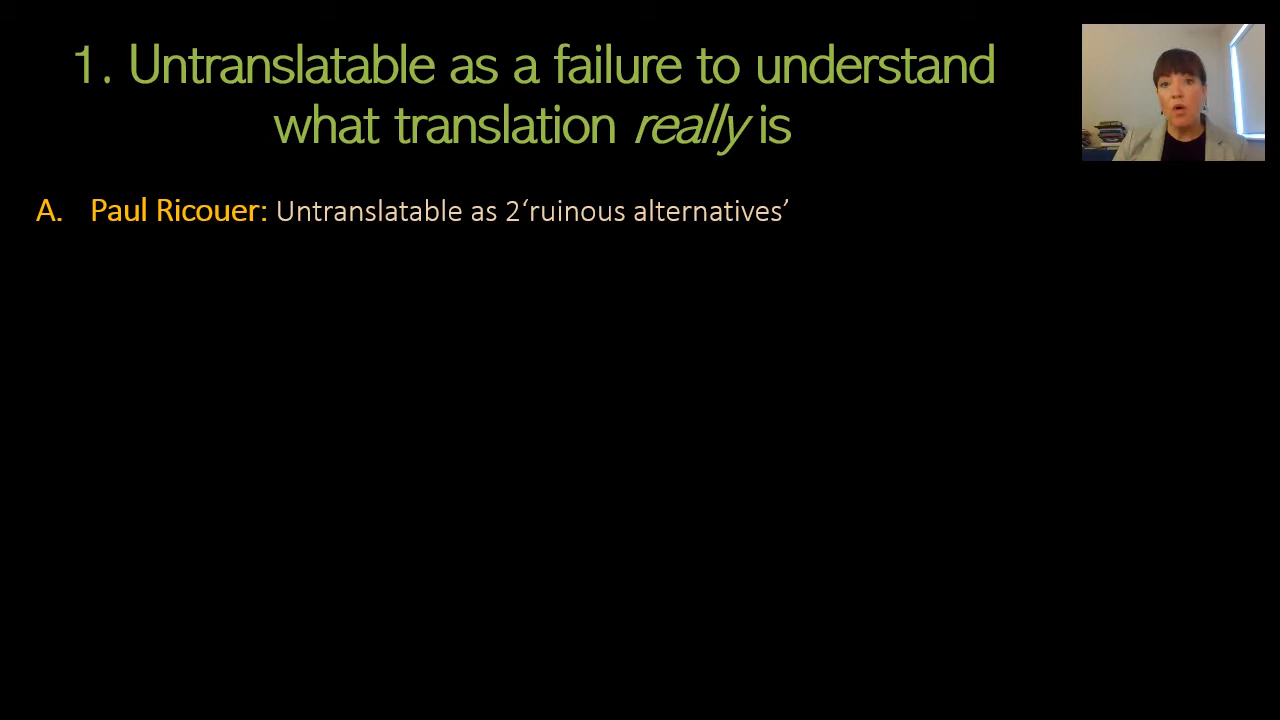 1. Untranslatable as a failure to understand
what translation really is
A. Paul Ricouer: Untranslatable as 2‘ruinous alternatives’